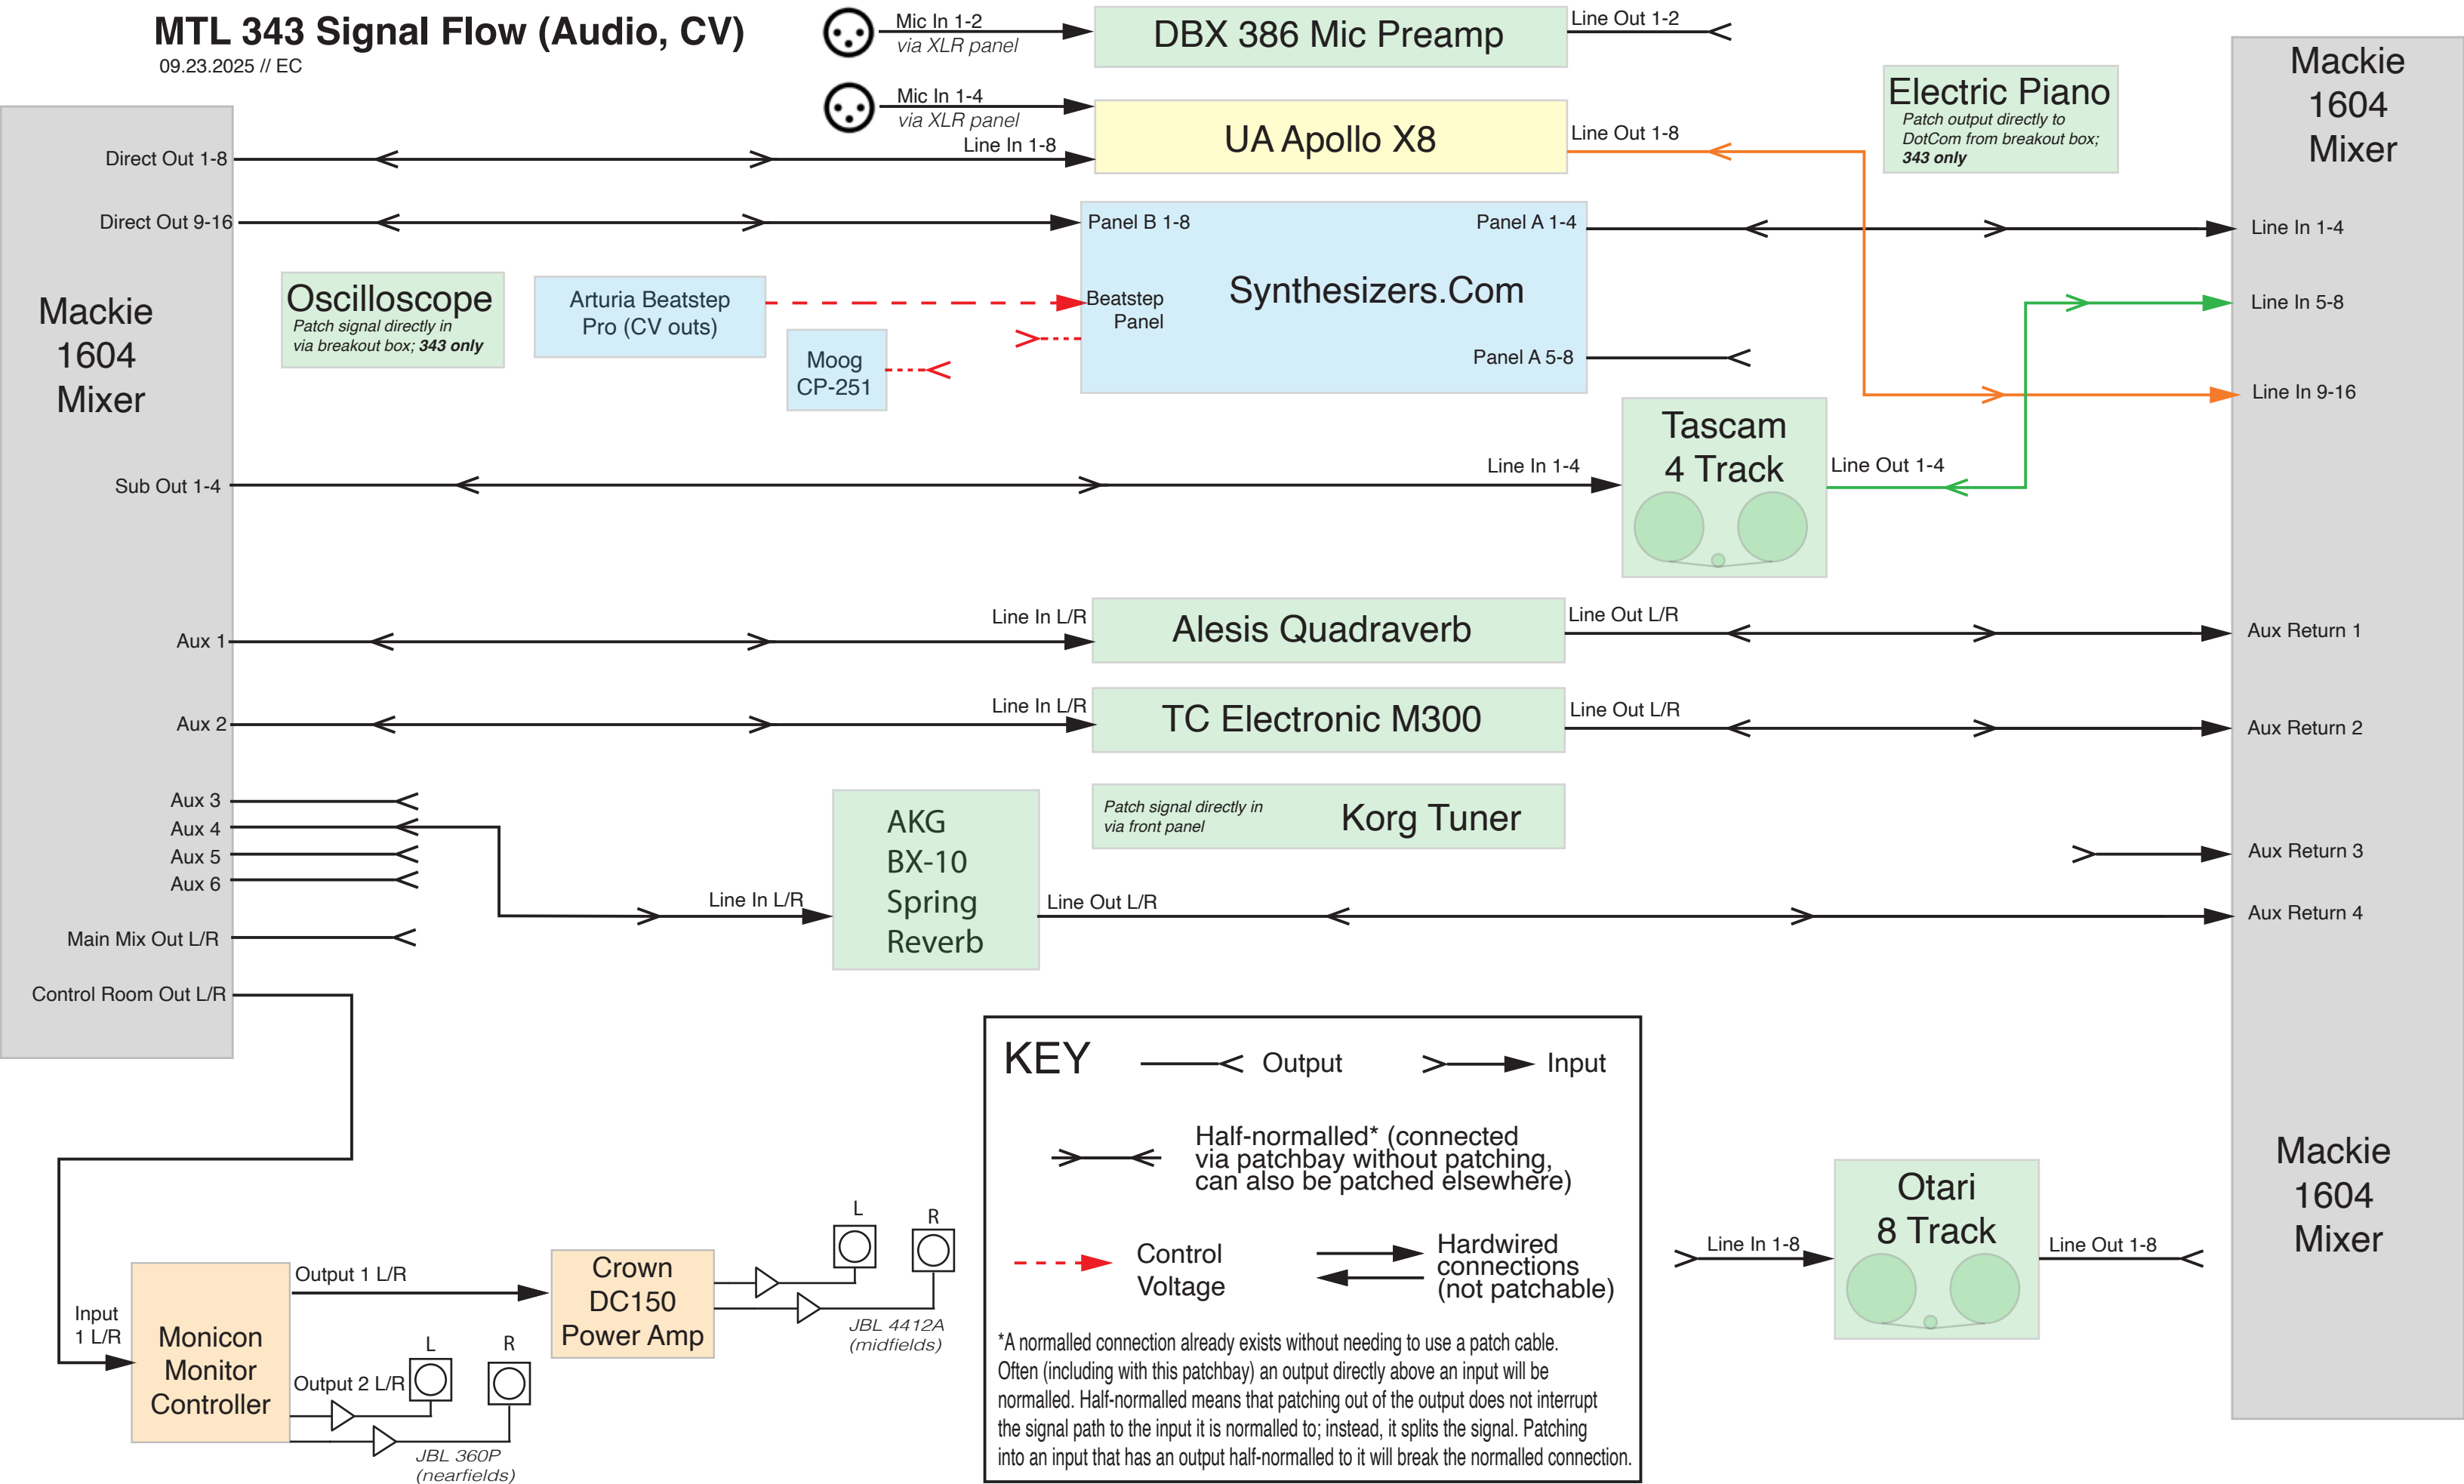 MTL 343 Signal Flow (Audio, CV)
09.23.2025 // EC
Mic In 1-2
via XLR panel
DBX 386 Mic Preamp
Line Out 1-2
Mic In 1-4
via XLR panel
Line In 1-8
UA Apollo X8
Line Out 1-8
Electric Piano
Patch output directly to
DotCom from breakout box;
343 only
Mackie
1604
Mixer
Direct Out 1-8
Direct Out 9-16
Mackie
1604
Mixer
Sub Out 1-4
Aux 1
Aux 2
Aux 3
Aux 4
Aux 5
Aux 6
Main Mix Out L/R
Control Room Out L/R
Oscilloscope
Patch signal directly in
via breakout box; 343 only
Arturia Beatstep
Pro (CV outs)
Moog
CP-251
Panel B 1-8
Panel A 1-4
Beatstep
Panel
Synthesizers.Com
Panel A 5-8
Line In 1-4
Line In 5-8
Line In 9-16
Line In 1-4
Tascam
4 Track
Line Out 1-4
Line In L/R
Alesis Quadraverb
Line Out L/R
Aux Return 1
Line In L/R
TC Electronic M300
Line Out L/R
Aux Return 2
Patch signal directly in
via front panel
Korg Tuner
Aux Return 3
Line In L/R
AKG
BX-10
Spring
Reverb
Line Out L/R
Aux Return 4
KEY
Output
Input
Half-normalled* (connected
via patchbay without patching,
can also be patched elsewhere)
Control
Voltage
Hardwired
connections
(not patchable)
*A normalled connection already exists without needing to use a patch cable.
Often (including with this patchbay) an output directly above an input will be
normalled. Half-normalled means that patching out of the output does not interrupt
the signal path to the input it is normalled to; instead, it splits the signal. Patching
into an input that has an output half-normalled to it will break the normalled connection.
Mackie
1604
Mixer
Line In 1-8
Otari
8 Track
Line Out 1-8
Input
1 L/R
Monicon
Monitor
Controller
Output 1 L/R
Output 2 L/R
Crown
DC150
Power Amp
L
R
JBL 4412A
(midfields)
L
R
JBL 360P
(nearfields)